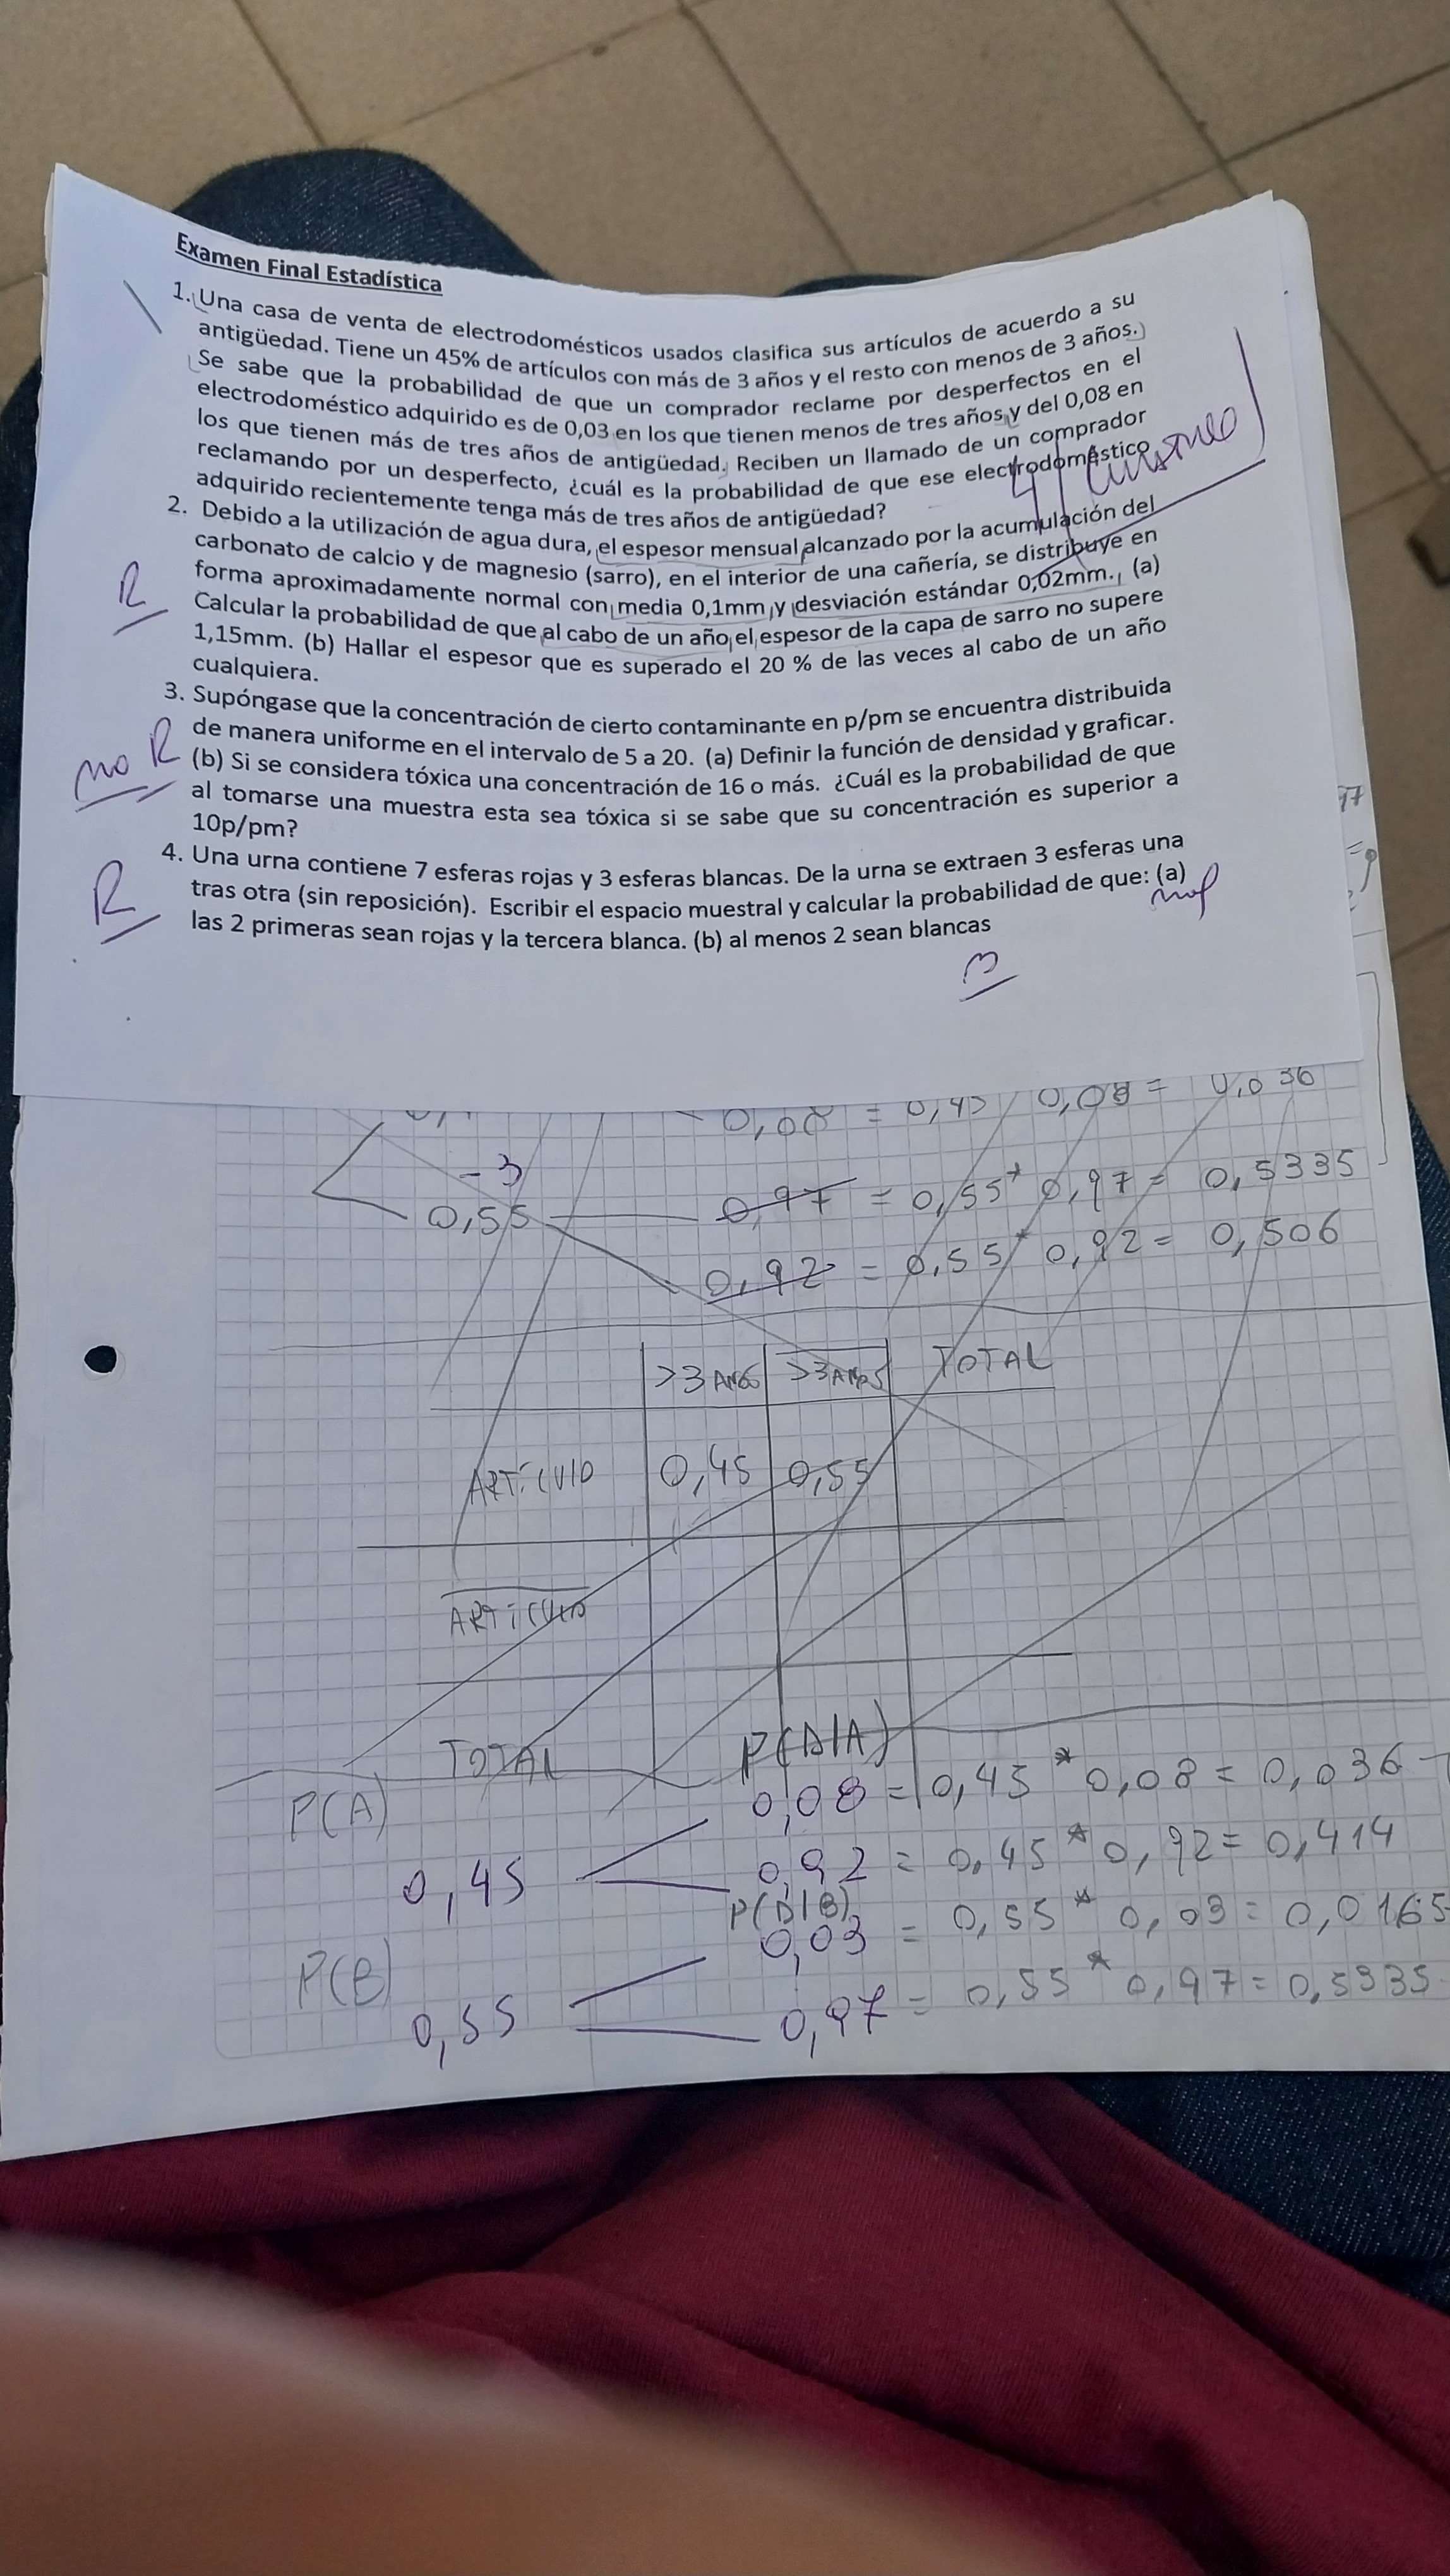 Examen Final Estadística
1. Una casa de venta de electrodomésticos usados clasifica sus artículos de acuerdo a su
antigüedad. Tiene un 45% de artículos con más de 3 años y el resto con menos de 3 años.
Se sabe que la probabilidad de que un comprador reclame por desperfectos en el
electrodoméstico adquirido es de 0,03 en los que tienen menos de tres años y del 0,08 en
los que tienen más de tres años de antigüedad. Reciben un llamado de un comprador
reclamando por un desperfecto, ¿cuál es la probabilidad de que ese electrodoméstico
adquirido recientemente tenga más de tres años de antigüedad?
2. Debido a la utilización de agua dura, el espesor mensual alcanzado por la acumulación del
carbonato de calcio y de magnesio (sarro), en el interior de una cañería, se distribuye en
forma aproximadamente normal con media 0,1mm y desviación estándar 0,02mm. (a)
Calcular la probabilidad de que al cabo de un año el espesor de la capa de sarro no supere
1,15mm. (b) Hallar el espesor que es superado el 20 % de las veces al cabo de un año
cualquiera.
R
3. Supóngase que la concentración de cierto contaminante en p/pm se encuentra distribuida
de manera uniforme en el intervalo de 5 a 20. (a) Definir la función de densidad y graficar.
(b) Si se considera tóxica una concentración de 16 o más. ¿Cuál es la probabilidad de que
al tomarse una muestra esta sea tóxica si se sabe que su concentración es superior a
10p/pm?
no R
4. Una urna contiene 7 esferas rojas y 3 esferas blancas. De la urna se extraen 3 esferas una
tras otra (sin reposición). Escribir el espacio muestral y calcular la probabilidad de que: (a)
las 2 primeras sean rojas y la tercera blanca. (b) al menos 2 sean blancas
R
0,08 = 0,45 0,08 = 0,036
- 3
0,55
0,97 = 0,55 * 0,97 = 0,5335
0,92 = 0,55 * 0,92 = 0,506
>3 AÑOS >3 AÑOS TOTAL
ARTÍCULO 0,45 0,55
ARTÍCULO
TOTAL
P(A) P(D/A)
0,45
0,08 = 0,45 * 0,08 = 0,036
0,92 = 0,45 * 0,92 = 0,414
P(B) P(D/B)
0,55
0,03 = 0,55 * 0,03 = 0,0165
0,97 = 0,55 * 0,97 = 0,5335